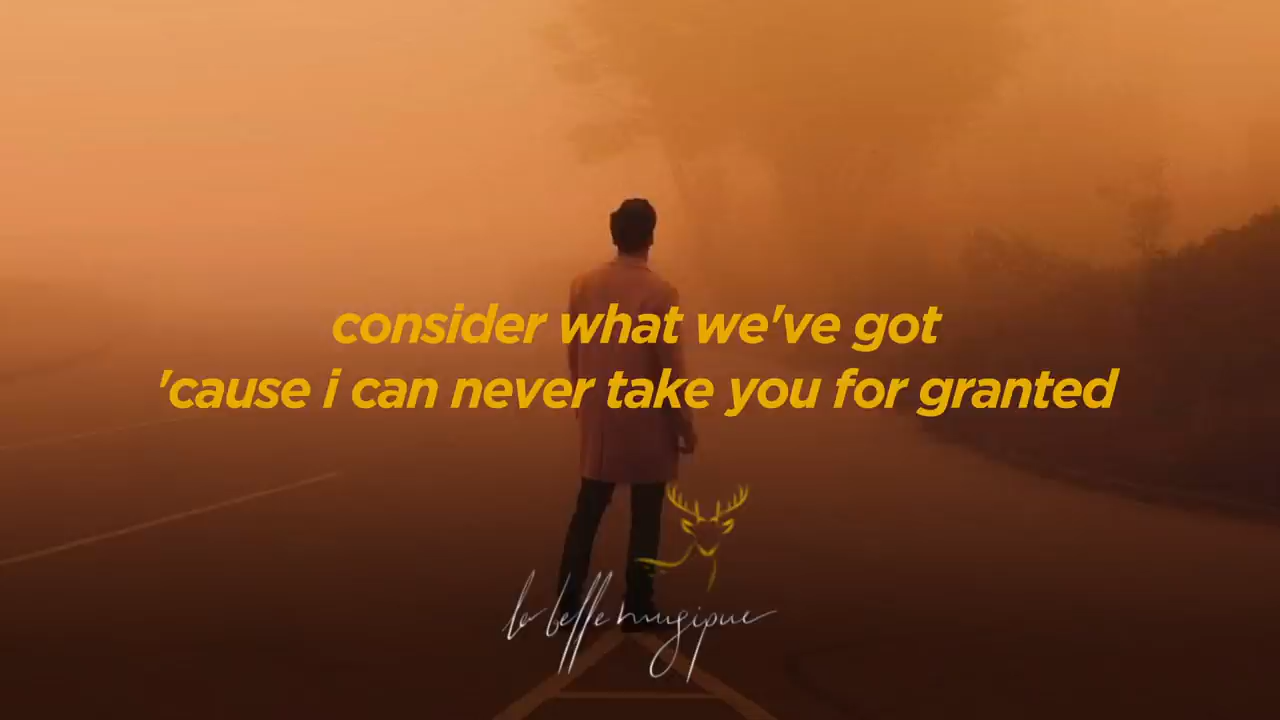 consider what we've got
'cause i can never take you for granted
la belle musique